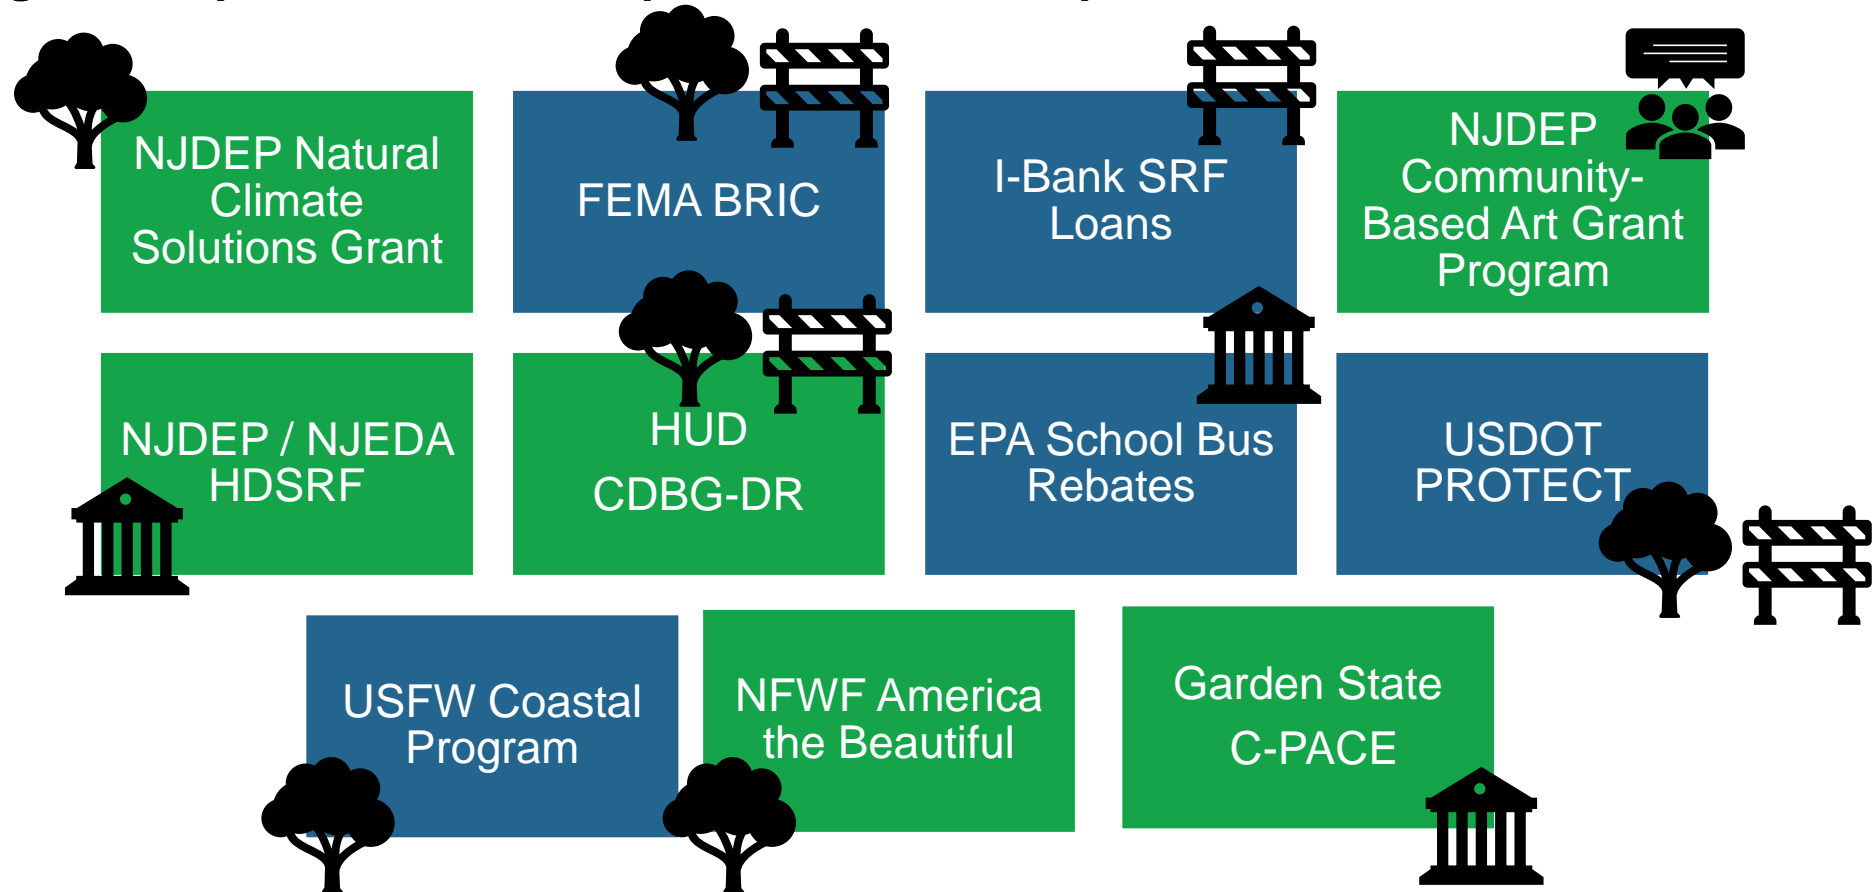 NJDEP Natural
Climate
Solutions Grant
FEMA BRIC
I-Bank SRF
Loans
NJDEP
Community-
Based Art Grant
Program
NJDEP / NJEDA
HDSRF
HUD
CDBG-DR
EPA School Bus
Rebates
USDOT
PROTECT
USFW Coastal
Program
NFWF America
the Beautiful
Garden State
C-PACE